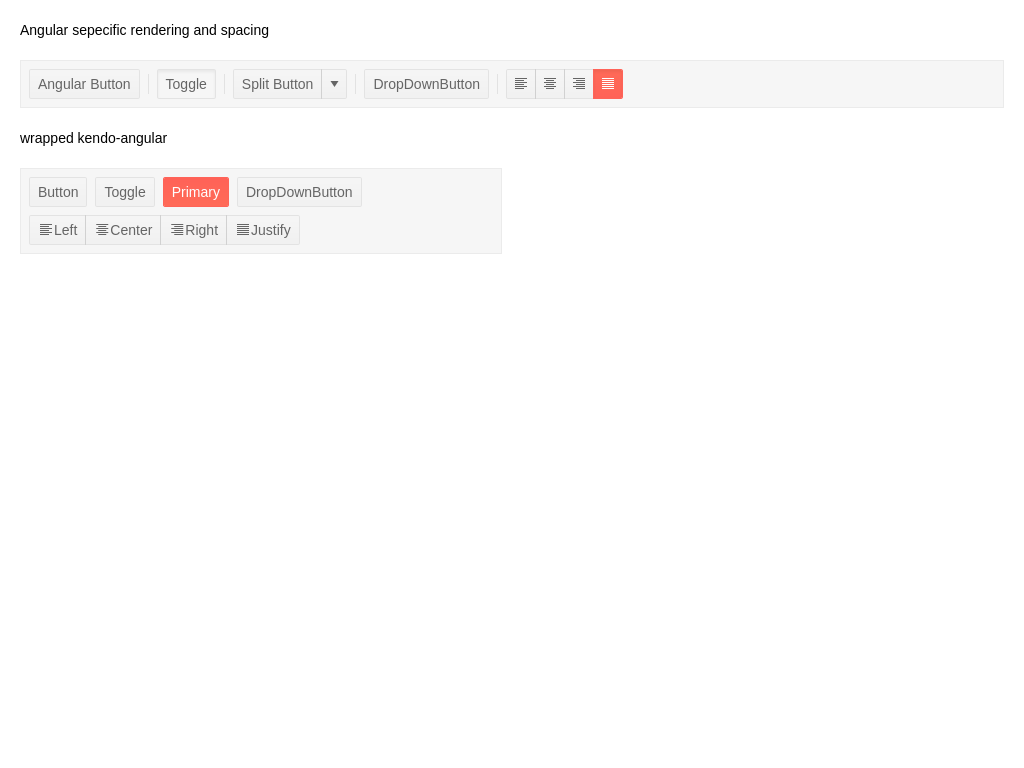 Angular sepecific rendering and spacing
Angular Button Toggle Split Button DropDownButton
wrapped kendo-angular
Button Toggle Primary DropDownButton
Left Center Right Justify